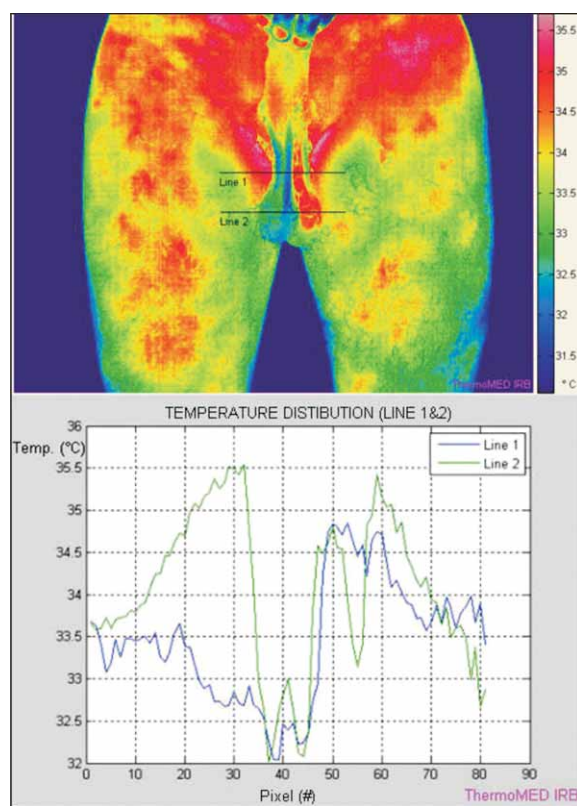 35.5
35
34.5
34
33.5
33
32.5
32
31.5
° C
Line 1
Line 2
ThermoMED IRB
TEMPERATURE DISTIBUTION (LINE 1&2)
Temp. (°C)
36
35.5
35
34.5
34
33.5
33
32.5
32
Line 1
Line 2
0 10 20 30 40 50 60 70 80 90
Pixel (#)
ThermoMED IRB